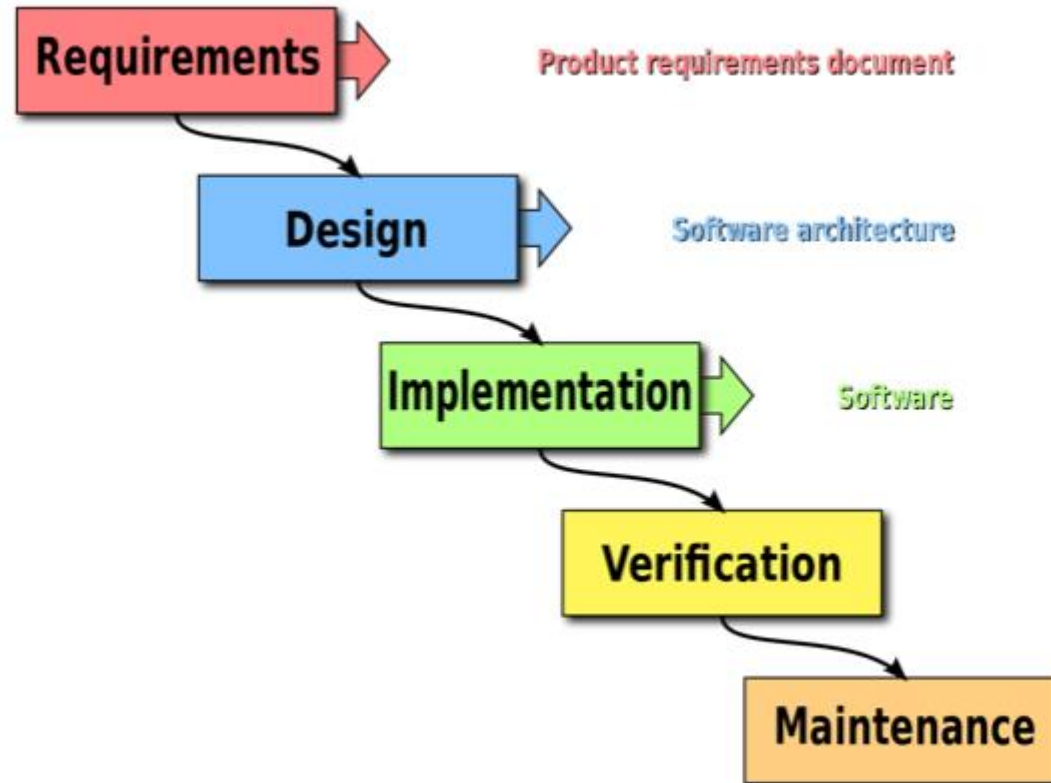 Requirements
Product requirements document
Design
Software architecture
Implementation
Software
Verification
Maintenance